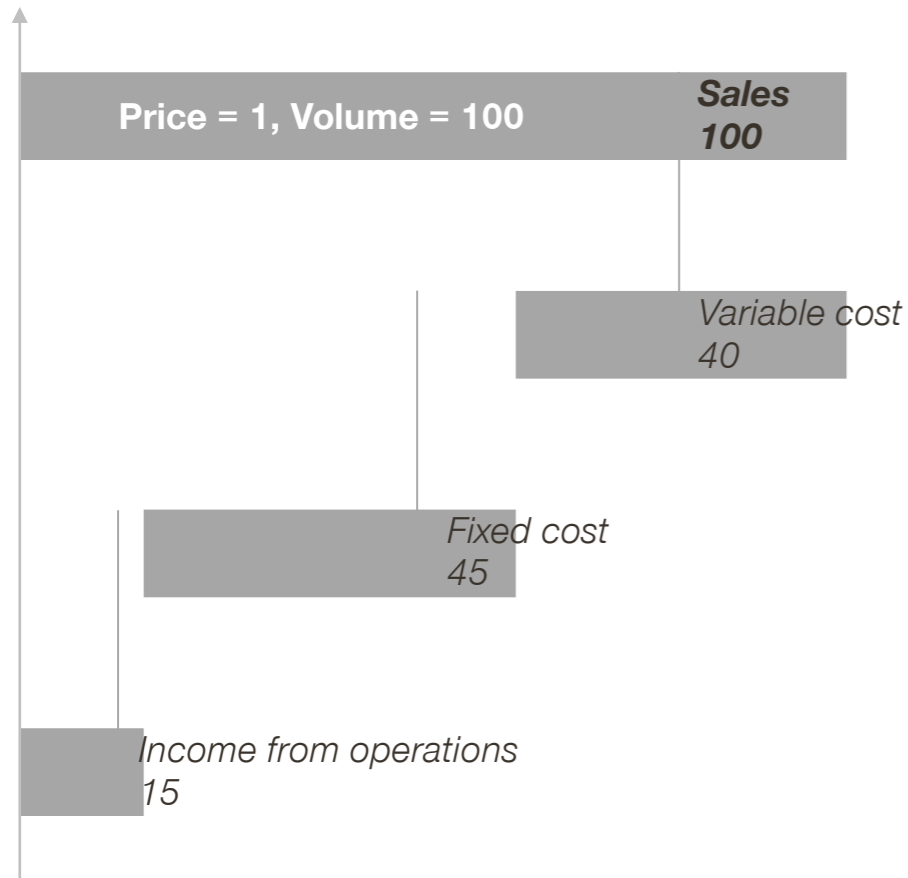 Price = 1, Volume = 100
Sales
100
Variable cost
40
Fixed cost
45
Income from operations
15